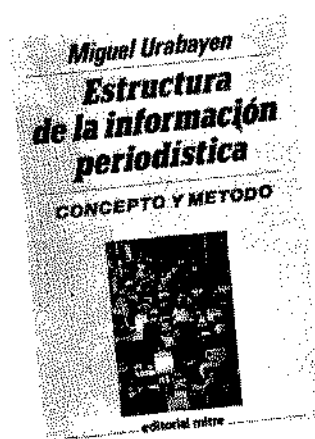 Miguel Urabayen
Estructura
de la información
periodística
CONCEPTO Y METODO
editorial mitre